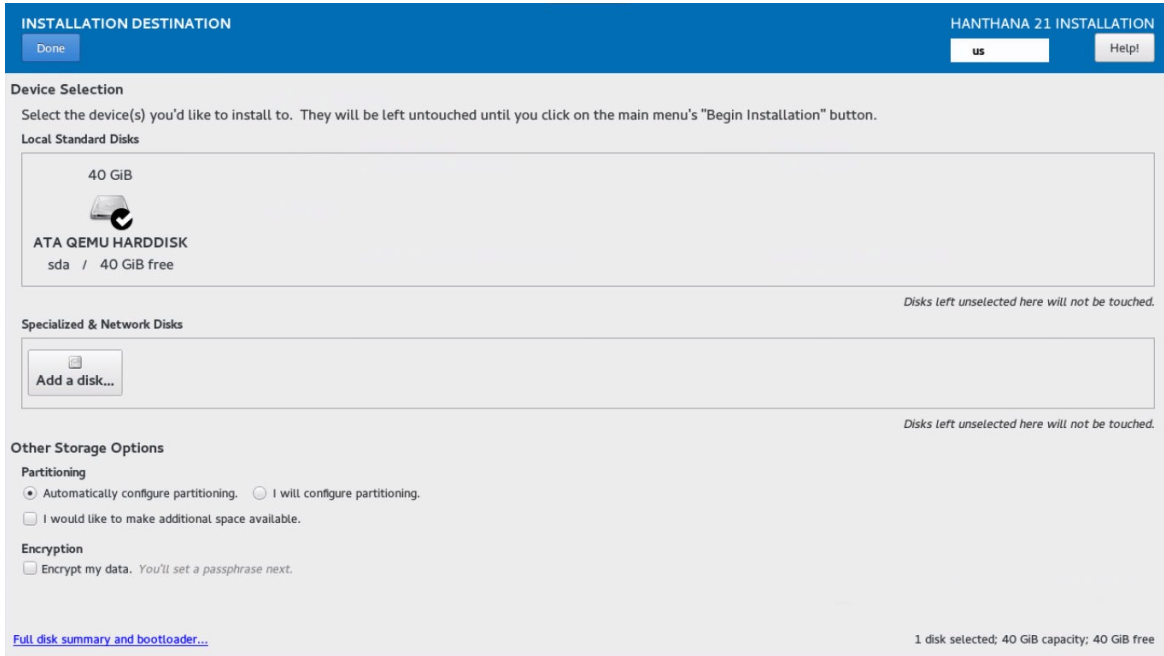 INSTALLATION DESTINATION
HANTHANA 21 INSTALLATION
Done
us
Help!
Device Selection
Select the device(s) you'd like to install to. They will be left untouched until you click on the main menu's "Begin Installation" button.
Local Standard Disks
40 GiB
ATA QEMU HARDDISK
sda / 40 GiB free
Disks left unselected here will not be touched.
Specialized & Network Disks
Add a disk...
Disks left unselected here will not be touched.
Other Storage Options
Partitioning
Automatically configure partitioning. I will configure partitioning.
I would like to make additional space available.
Encryption
Encrypt my data. You'll set a passphrase next.
Full disk summary and bootloader...
1 disk selected; 40 GiB capacity; 40 GiB free